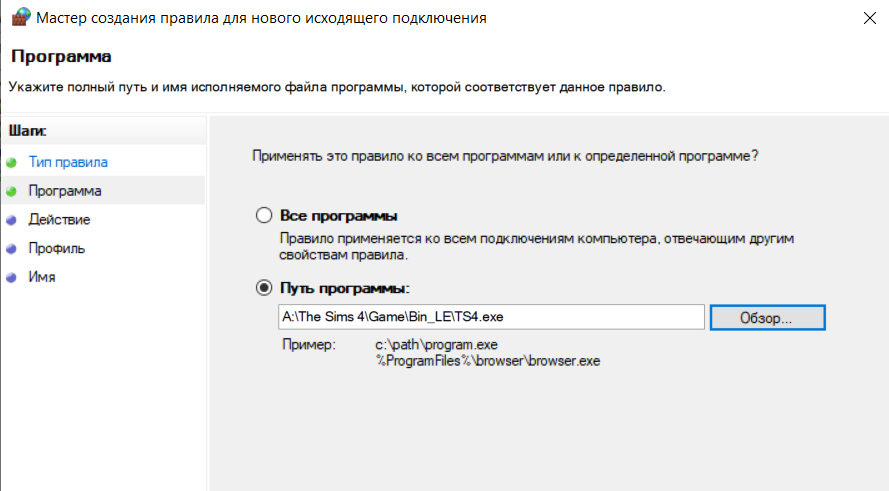 Мастер создания правила для нового исходящего подключения
Программа
Укажите полный путь и имя исполняемого файла программы, которой соответствует данное правило.
Шаги:
Тип правила
Программа
Действие
Профиль
Имя
Применять это правило ко всем программам или к определенной программе?
Все программы
Правило применяется ко всем подключениям компьютера, отвечающим другим
свойствам правила.
Путь программы:
A:\The Sims 4\Game\Bin_LE\TS4.exe
Обзор...
Пример:
c:\path\program.exe
%ProgramFiles%\browser\browser.exe